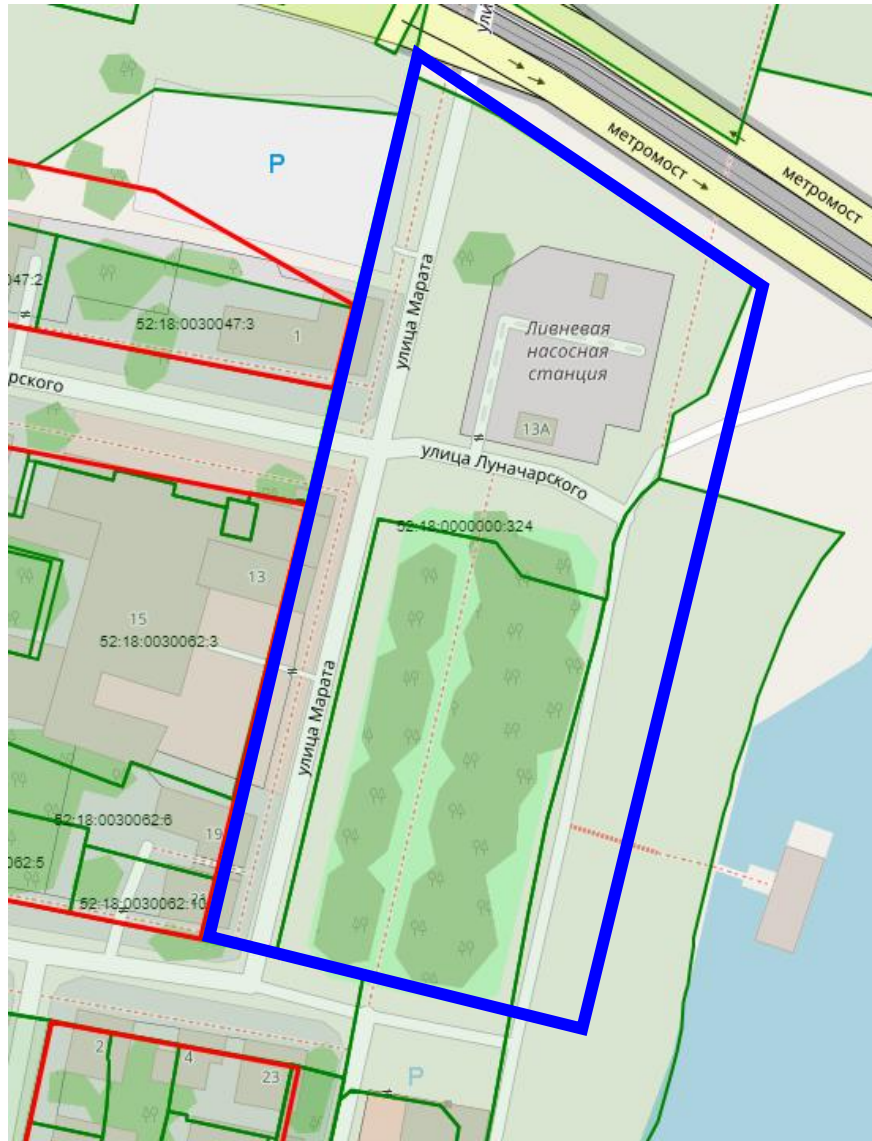 ули
метромост →
метромост
P
047:2
52:18:0030047:3
1
улица Марата
Ливневая
насосная
станция
рского
13А
улица Луначарского
52:18:0000000:324
13
15
52:18:0030062:3
улица Марата
52:18:0030062:6
19
062:5
21
52:18:0030062:10
2
4
23
P